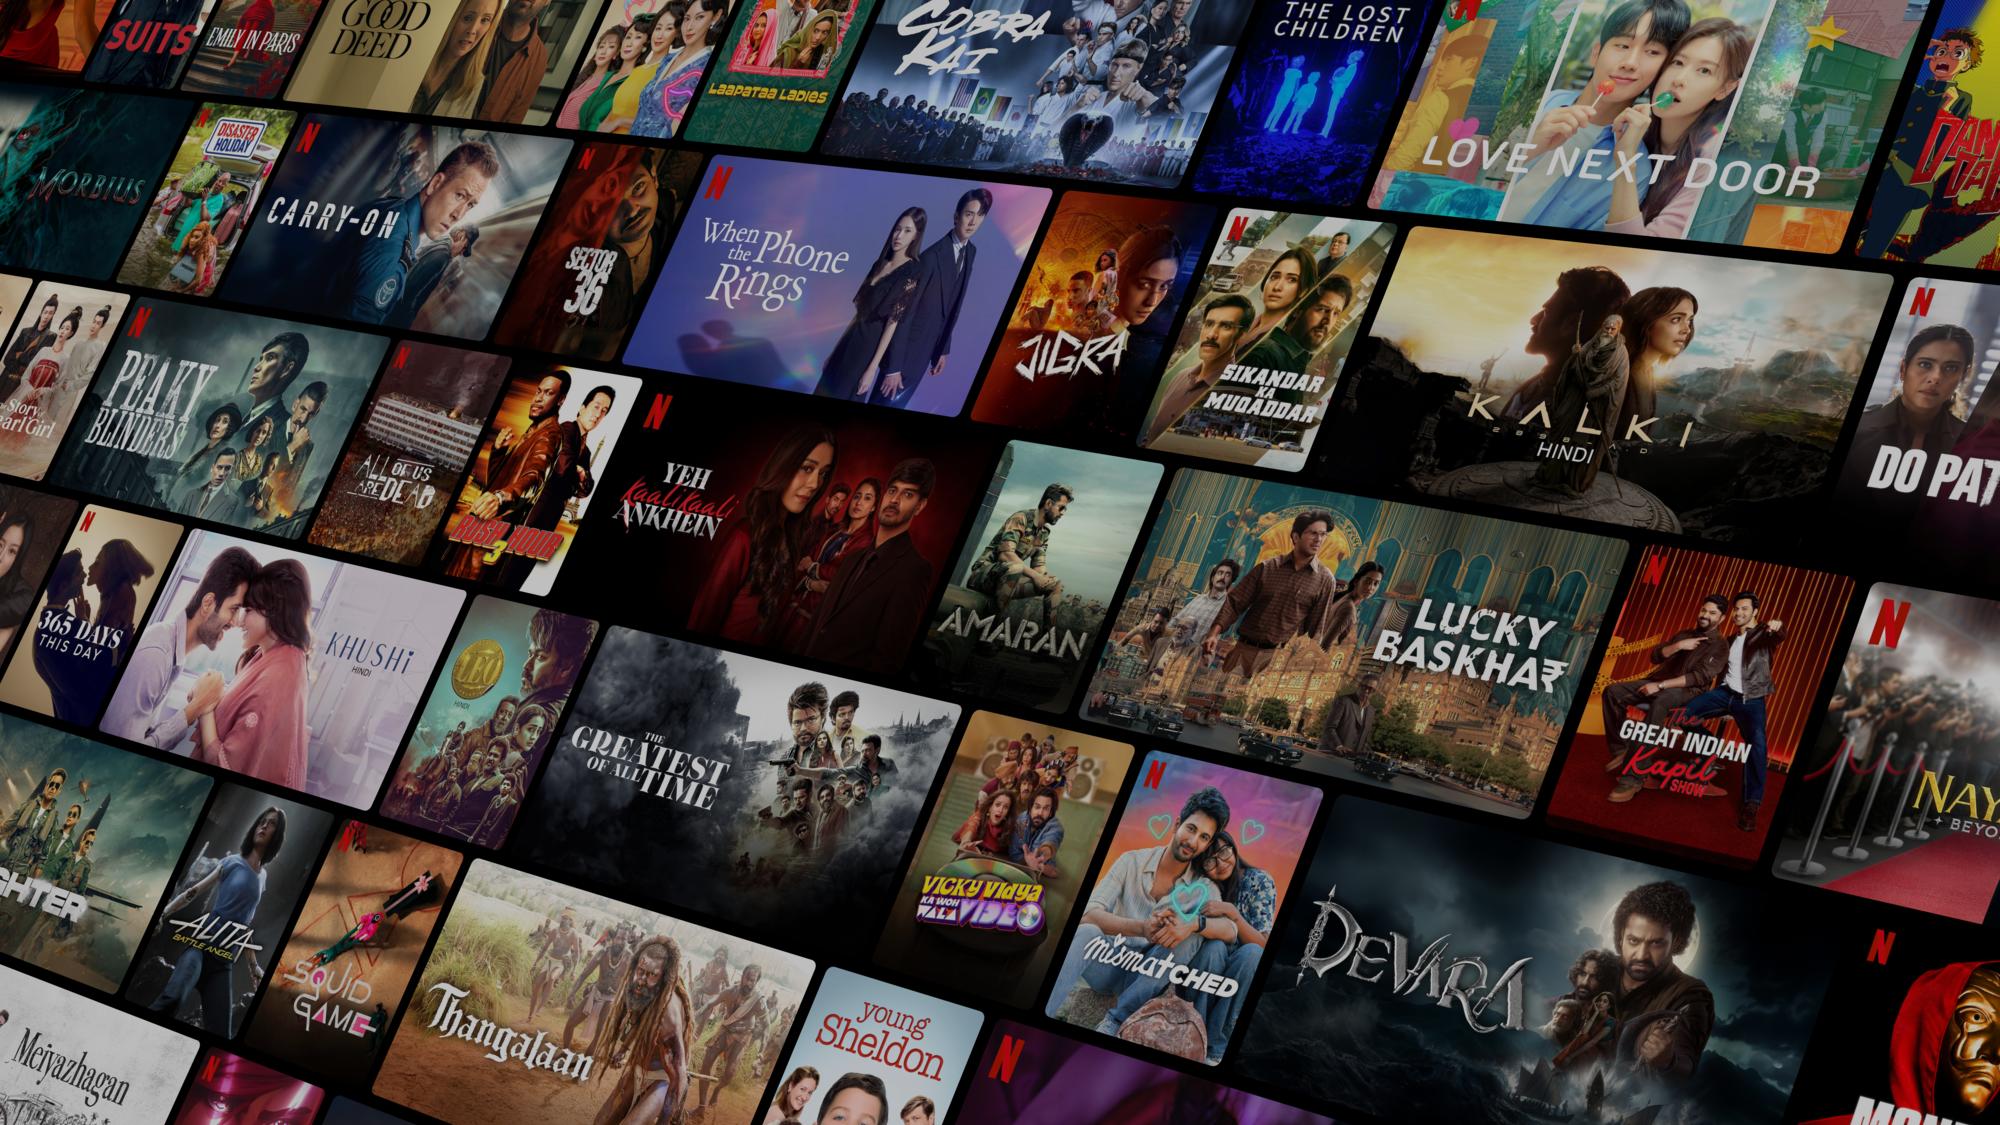 SUITS
EMILY IN PARIS
GOOD
DEED
LAAPATAA LADIES
COBRA
KAI
THE LOST
CHILDREN
N
LOVE NEXT DOOR
MORBIUS
DISASTER
HOLIDAY
N
CARRY-ON
N
SECTOR
36
N
When
the Phone
Rings
JIGRA
N
SIKANDAR
KA
MUQADDAR
KALKI
HINDI
N
DO PAT
Story of
earl Girl
N
PEAKY
BLINDERS
N
ALL OF US
ARE DEAD
RUSH HOUR
3
N
YEH
Kaali Kaali
ANKHEIN
AMARAN
LUCKY
BASKHA₹
N
The
GREAT INDIAN
Kapil
SHOW
N
NAY
BEYO
N
365 DAYS
THIS DAY
KHUSHi
HINDI
LEO
HINDI
THE
GREATEST
OF ALL TIME
VICKY Vidya
KA WOH
WALA VIDEO
N
mismatCHED
DEVARA
GHTER
ALITA
BATTLE ANGEL
N
SQUID
GAME
Thangalaan
young
Sheldon
N
N
MON
Meiyazhagan
N